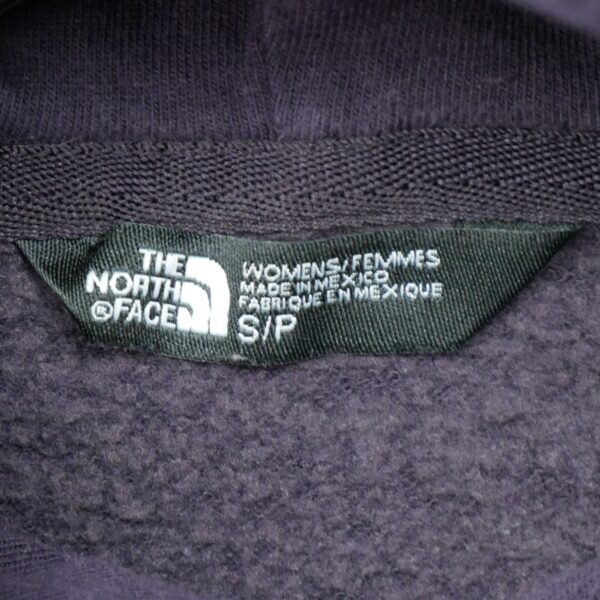 THE
NORTH
®FACE
WOMENS/FEMMES
MADE IN MEXICO
FABRIQUE EN MEXIQUE
S/P